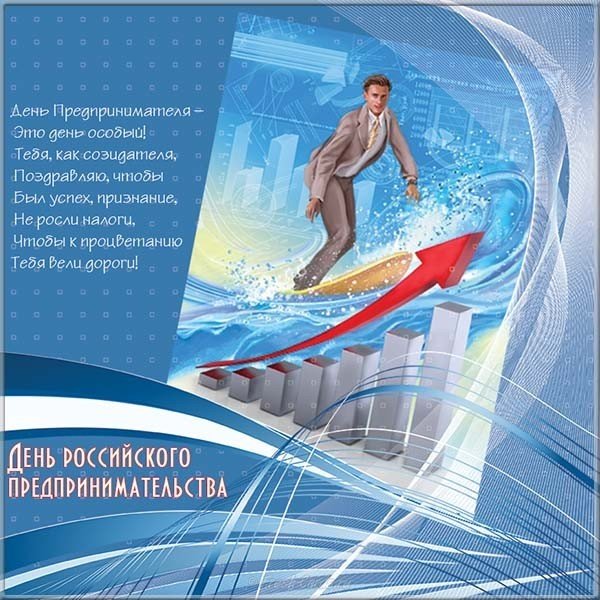 День Предпринимателя –
Это день особый!
Тебя, как созидателя,
Поздравляю, чтобы
Был успех, признание,
Не росли налоги,
Чтобы к процветанию
Тебя вели дороги!
День российского
предпринимательства